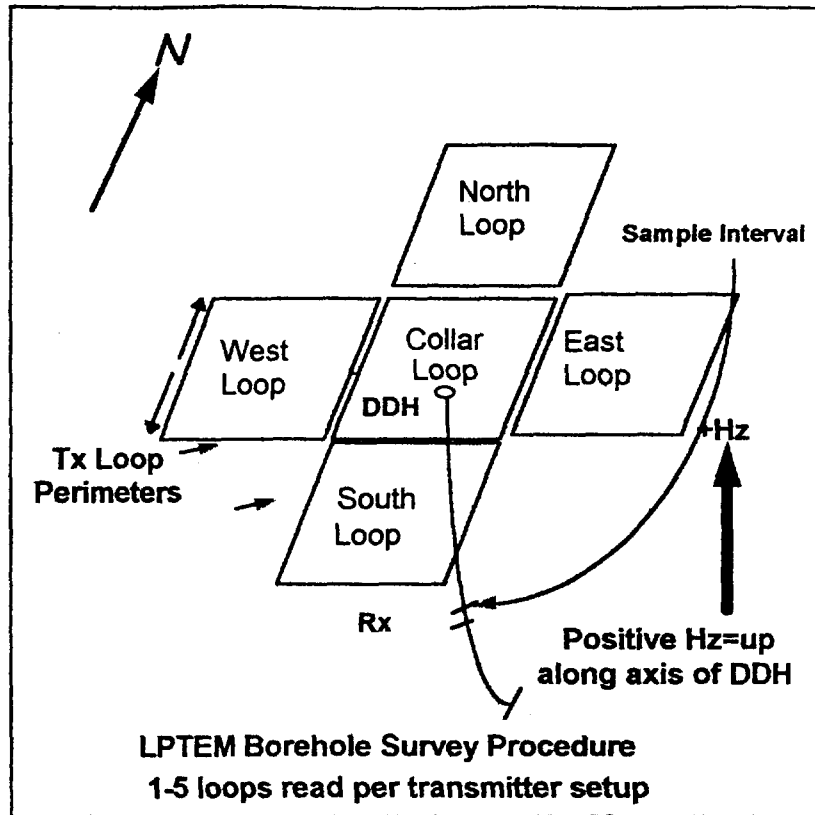 N
North
Loop
Sample Interval
West
Loop
Collar
Loop
East
Loop
DDH
+Hz
Tx Loop
Perimeters
South
Loop
Rx
Positive Hz=up
along axis of DDH
LPTEM Borehole Survey Procedure
1-5 loops read per transmitter setup